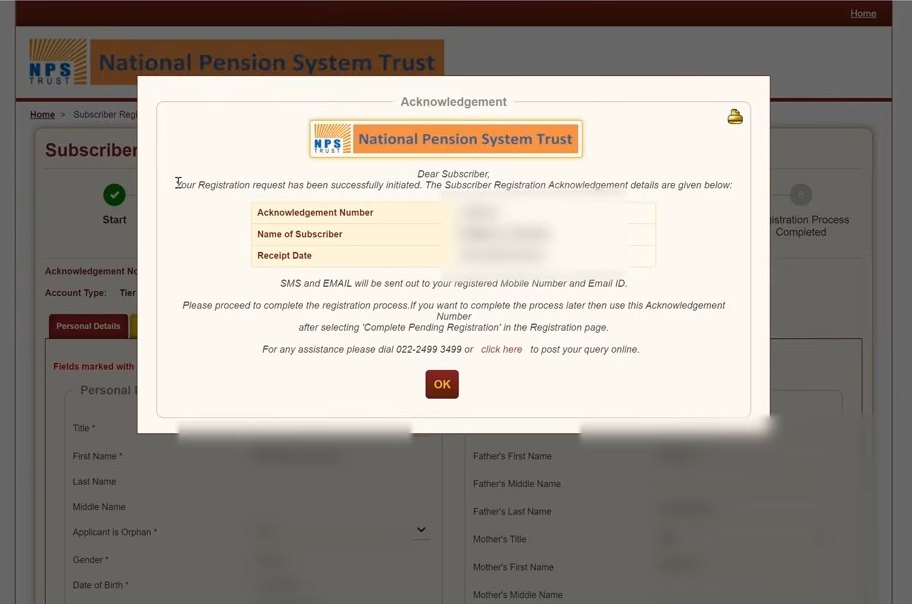 Home
NPS
TRUST
National Pension System Trust
Home > Subscriber Regi
Subscriber
Start
6
istration Process
Completed
Acknowledgement No
Account Type: Tier
Personal Details
Fields marked with
Personal I
Title *
First Name *
Last Name
Middle Name
Applicant is Orphan *
Gender *
Date of Birth *
Father's First Name
Father's Middle Name
Father's Last Name
Mother's Title
Mother's First Name
Mother's Middle Name
Acknowledgement
NPS
TRUST
National Pension System Trust
Dear Subscriber,
Your Registration request has been successfully initiated. The Subscriber Registration Acknowledgement details are given below:
Acknowledgement Number
Name of Subscriber
Receipt Date
SMS and EMAIL will be sent out to your registered Mobile Number and Email ID.
Please proceed to complete the registration process.If you want to complete the process later then use this Acknowledgement
Number
after selecting 'Complete Pending Registration' in the Registration page.
For any assistance please dial 022-2499 3499 or click here to post your query online.
OK